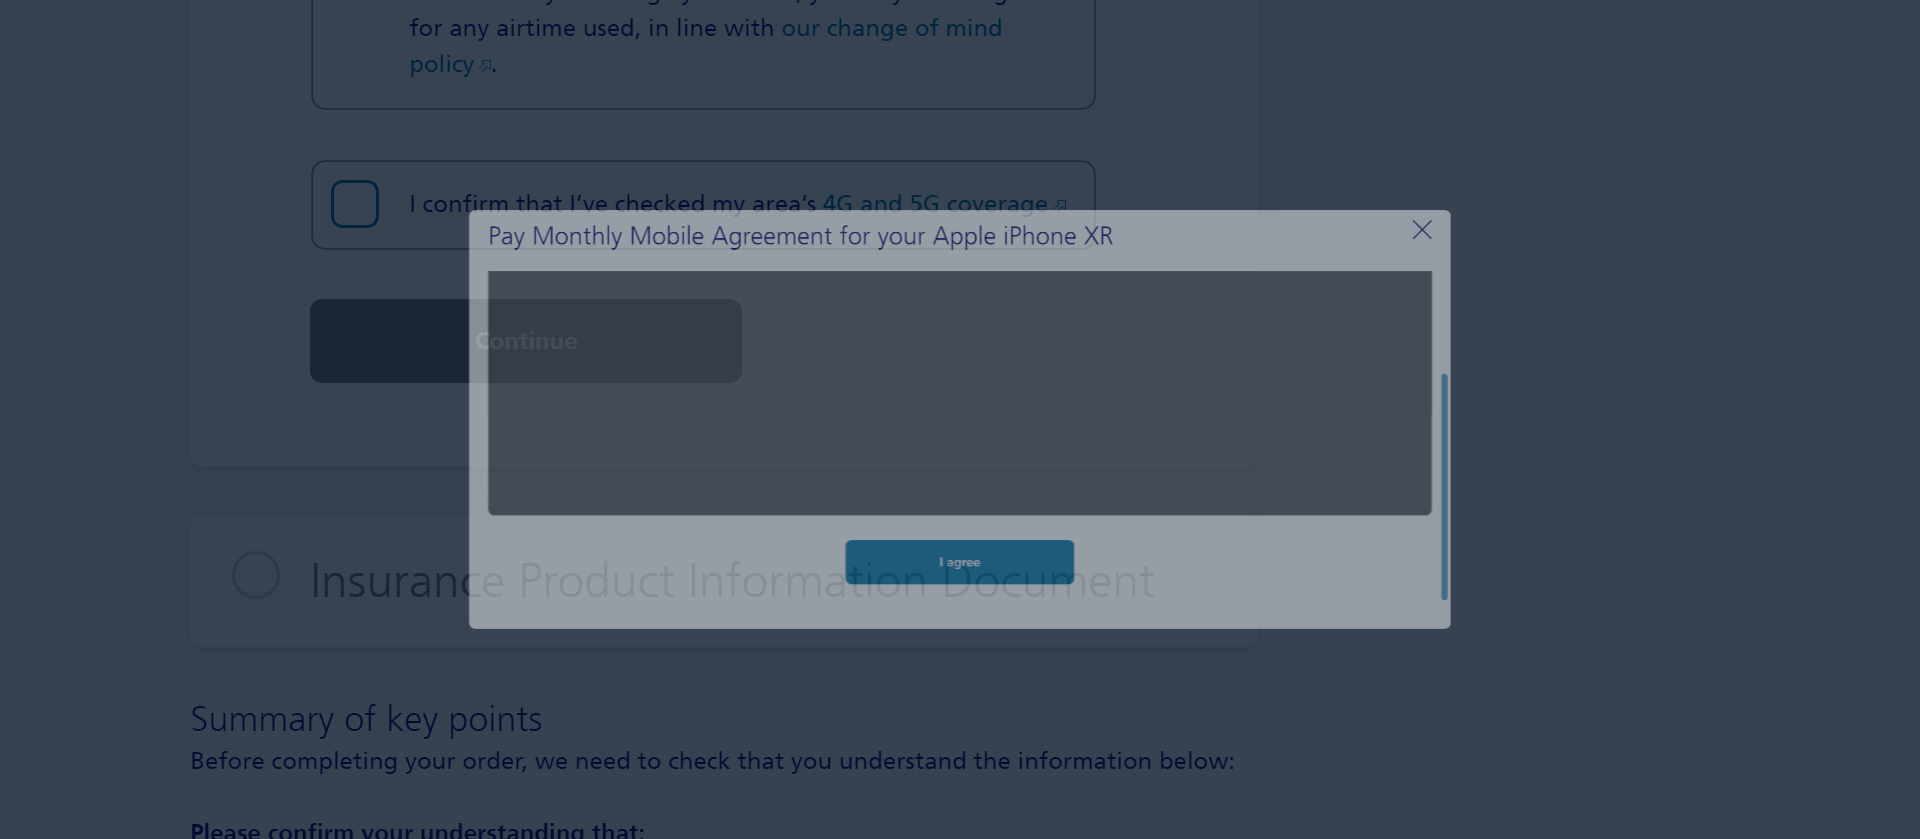 for any airtime used, in line with our change of mind
policy.
I confirm that I’ve checked my area’s 4G and 5G coverage
Pay Monthly Mobile Agreement for your Apple iPhone XR
Continue
I agree
Insurance Product Information Document
Summary of key points
Before completing your order, we need to check that you understand the information below:
Please confirm your understanding that: